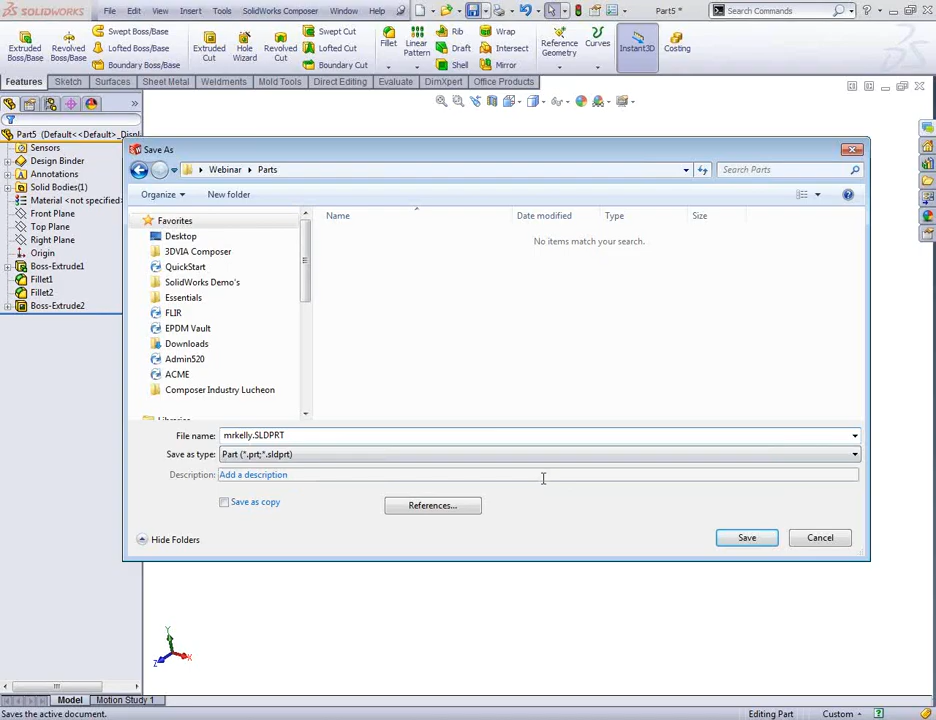 SOLIDWORKS File Edit View Insert Tools SolidWorks Composer Window Help Part5 * Search Commands
Extruded Boss/Base
Revolved Boss/Base
Swept Boss/Base
Lofted Boss/Base
Boundary Boss/Base
Extruded Cut
Hole Wizard
Revolved Cut
Swept Cut
Lofted Cut
Boundary Cut
Fillet
Linear Pattern
Rib
Draft
Shell
Wrap
Intersect
Mirror
Reference Geometry
Curves
Instant3D
Costing
Features Sketch Surfaces Sheet Metal Weldments Mold Tools Direct Editing Evaluate DimXpert Office Products
Part5 (Default<<Default>_Displ
Sensors
Design Binder
Annotations
Solid Bodies(1)
Material <not specified>
Front Plane
Top Plane
Right Plane
Origin
Boss-Extrude1
Fillet1
Fillet2
Boss-Extrude2
Save As
Webinar Parts Search Parts
Organize New folder
Name Date modified Type Size
No items match your search.
Favorites
Desktop
3DVIA Composer
QuickStart
SolidWorks Demo's
Essentials
FLIR
EPDM Vault
Downloads
Admin520
ACME
Composer Industry Luncheon
Libraries
File name: mrkelly.SLDPRT
Save as type: Part (*.prt;*.sldprt)
Description: Add a description
Save as copy References...
Hide Folders Save Cancel
Y
X
Z
Model Motion Study 1
Saves the active document. Editing Part Custom